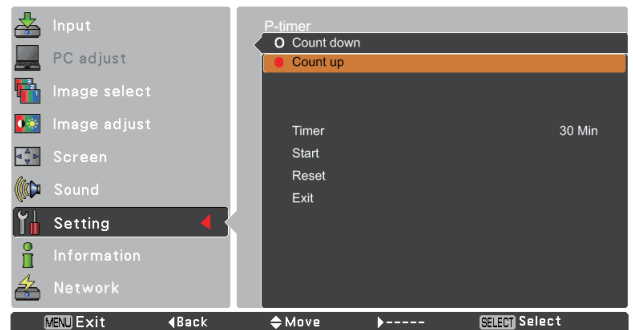 Input
PC adjust
Image select
Image adjust
Screen
Sound
Setting
Information
Network
P-timer
Count down
Count up
Timer 30 Min
Start
Reset
Exit
MENU Exit Back Move ----- SELECT Select